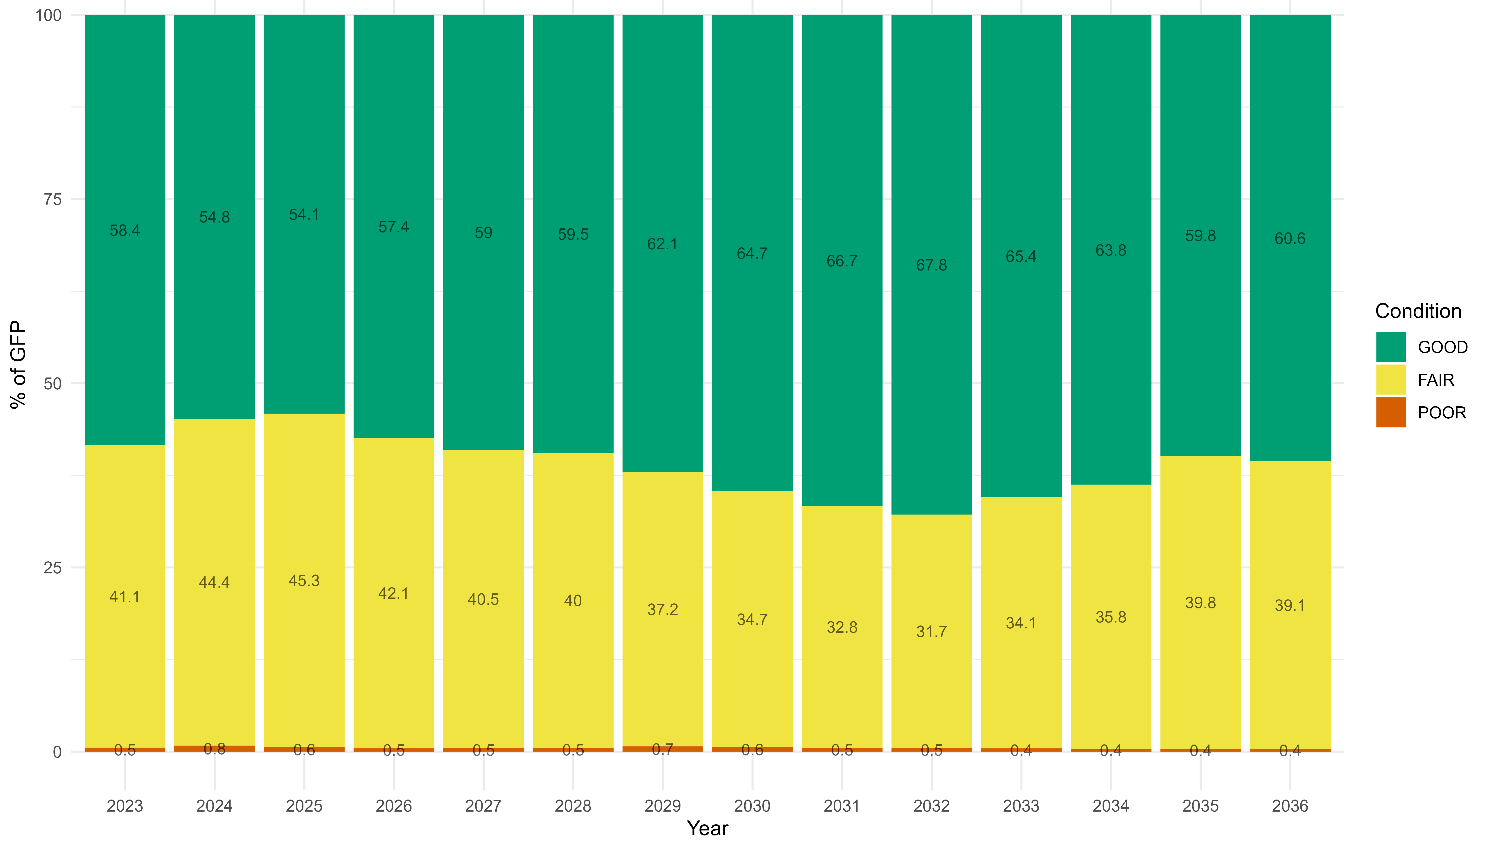 100
75
50
25
0
% of GFP
58.4 54.8 54.1 57.4 59 59.5 62.1 64.7 66.7 67.8 65.4 63.8 59.8 60.6
41.1 44.4 45.3 42.1 40.5 40 37.2 34.7 32.8 31.7 34.1 35.8 39.8 39.1
0.5 0.8 0.6 0.5 0.5 0.5 0.7 0.6 0.5 0.5 0.4 0.4 0.4 0.4
2023 2024 2025 2026 2027 2028 2029 2030 2031 2032 2033 2034 2035 2036
Year
Condition
GOOD
FAIR
POOR